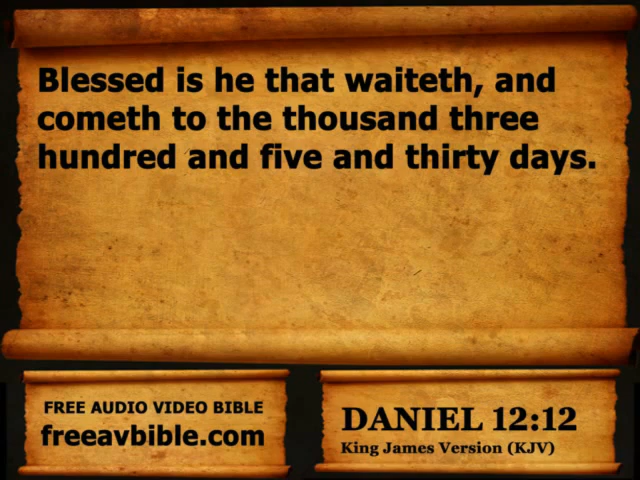 Blessed is he that waiteth, and
cometh to the thousand three
hundred and five and thirty days.
FREE AUDIO VIDEO BIBLE
freeavbible.com
DANIEL 12:12
King James Version (KJV)